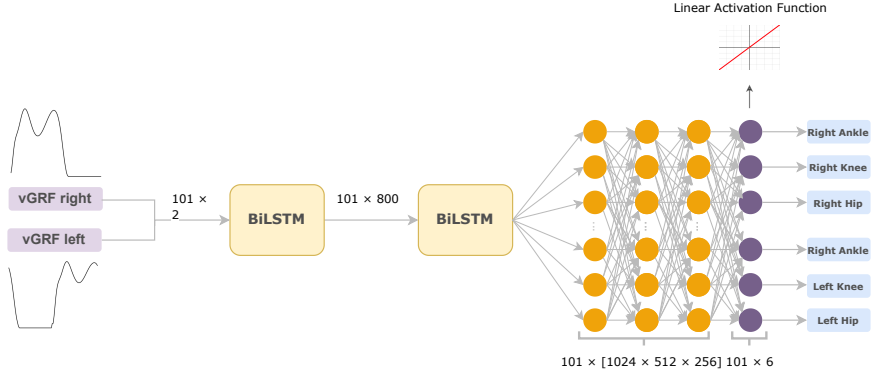 Linear Activation Function
vGRF right
vGRF left
101 ×
2
BiLSTM
101 × 800
BiLSTM
Right Ankle
Right Knee
Right Hip
Right Ankle
Left Knee
Left Hip
101 × [1024 × 512 × 256]
101 × 6